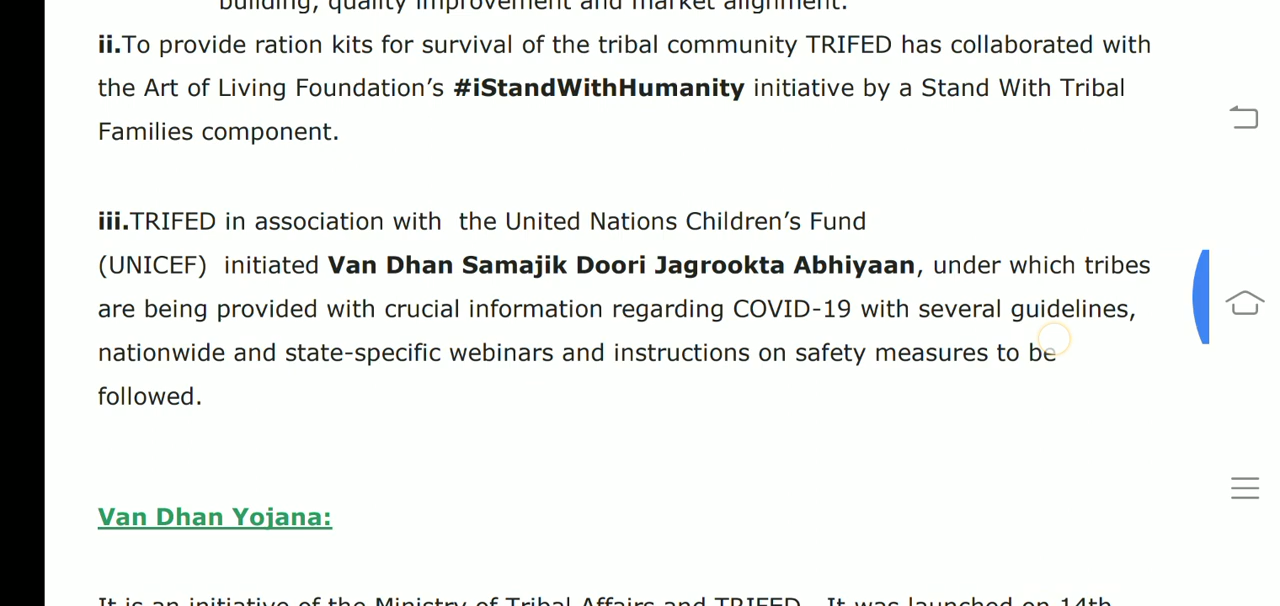 building, quality improvement and market alignment.
ii.To provide ration kits for survival of the tribal community TRIFED has collaborated with
the Art of Living Foundation’s #iStandWithHumanity initiative by a Stand With Tribal
Families component.
iii.TRIFED in association with  the United Nations Children’s Fund
(UNICEF)  initiated Van Dhan Samajik Doori Jagrookta Abhiyaan, under which tribes
are being provided with crucial information regarding COVID-19 with several guidelines,
nationwide and state-specific webinars and instructions on safety measures to be
followed.
Van Dhan Yojana:
It is an initiative of the Ministry of Tribal Affairs and TRIFED.  It was launched on 14th